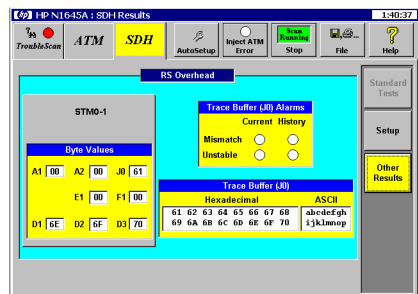 HP N1645A : SDH Results
1:40:37
TroubleScan
ATM
SDH
AutoSetup
Inject ATM
Error
Scan
Running
Stop
File
Help
RS Overhead
Standard
Tests
Setup
Other
Results
STM0-1
Byte Values
A1 00 A2 00 J0 61
E1 00 F1 00
D1 6E D2 6F D3 70
Trace Buffer (J0) Alarms
Current History
Mismatch
Unstable
Trace Buffer (J0)
Hexadecimal ASCII
61 62 63 64 65 66 67 68 abcdefgh
69 6A 6B 6C 6D 6E 6F 70 ijklmnop